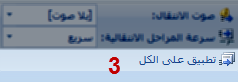 صوت الانتقال: [بلا صوت]
سرعة المراحل الانتقالية: سريع
تطبيق على الكل
3